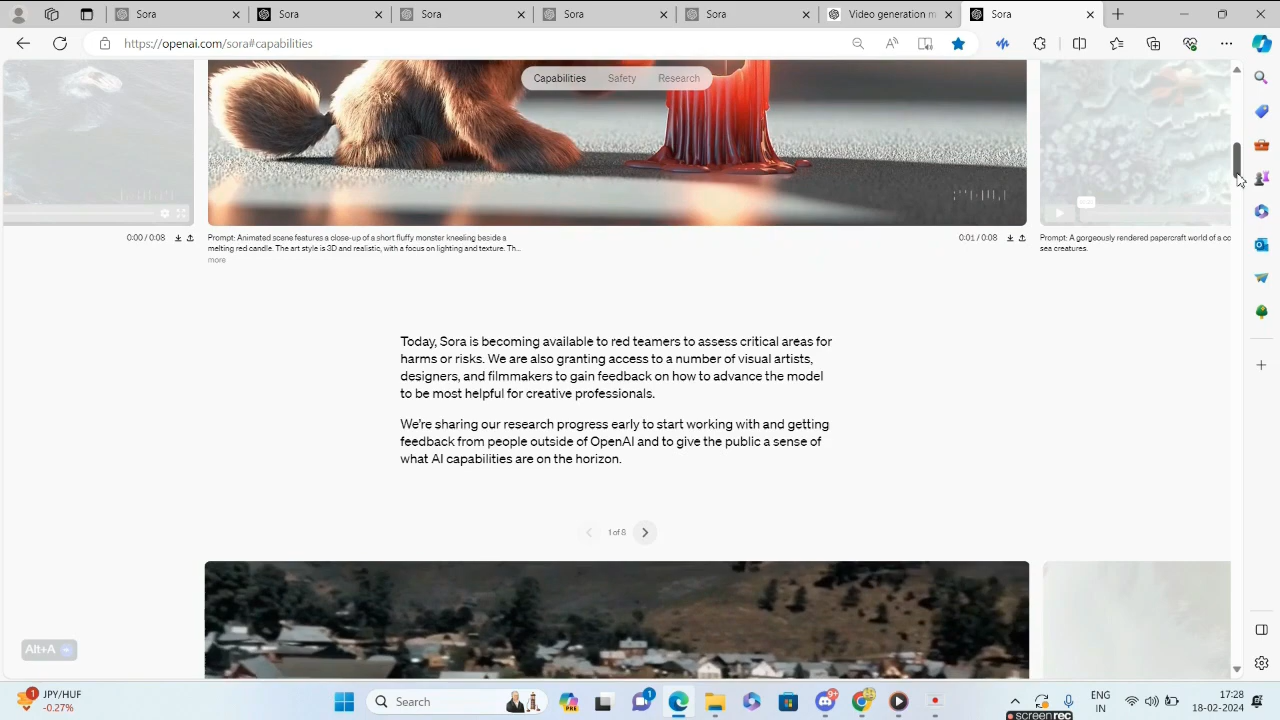 Sora
Sora
Sora
Sora
Sora
Video generation m
Sora
https://openai.com/sora#capabilities
Capabilities
Safety
Research
0:00 / 0:08
Prompt: Animated scene features a close-up of a short fluffy monster kneeling beside a
melting red candle. The art style is 3D and realistic, with a focus on lighting and texture. Th...
more
0:01 / 0:08
Prompt: A gorgeously rendered papercraft world of a co
sea creatures.
Today, Sora is becoming available to red teamers to assess critical areas for
harms or risks. We are also granting access to a number of visual artists,
designers, and filmmakers to gain feedback on how to advance the model
to be most helpful for creative professionals.
We're sharing our research progress early to start working with and getting
feedback from people outside of OpenAI and to give the public a sense of
what AI capabilities are on the horizon.
1 of 8
Alt+A
1
JPY/HUF
-0.27%
Search
PRE
1
9+
ENG
IN
17:28
18-02-2024
screenrec